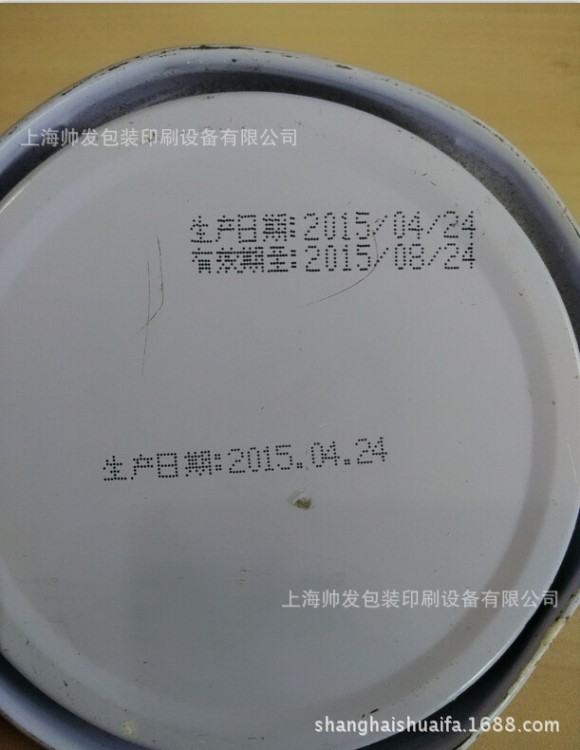 上海帅发包装印刷设备有限公司
生产日期:2015/04/24
有效期至:2015/08/24
生产日期:2015.04.24
上海帅发包装印刷设备有限公司
shanghaishuaifa.1688.com